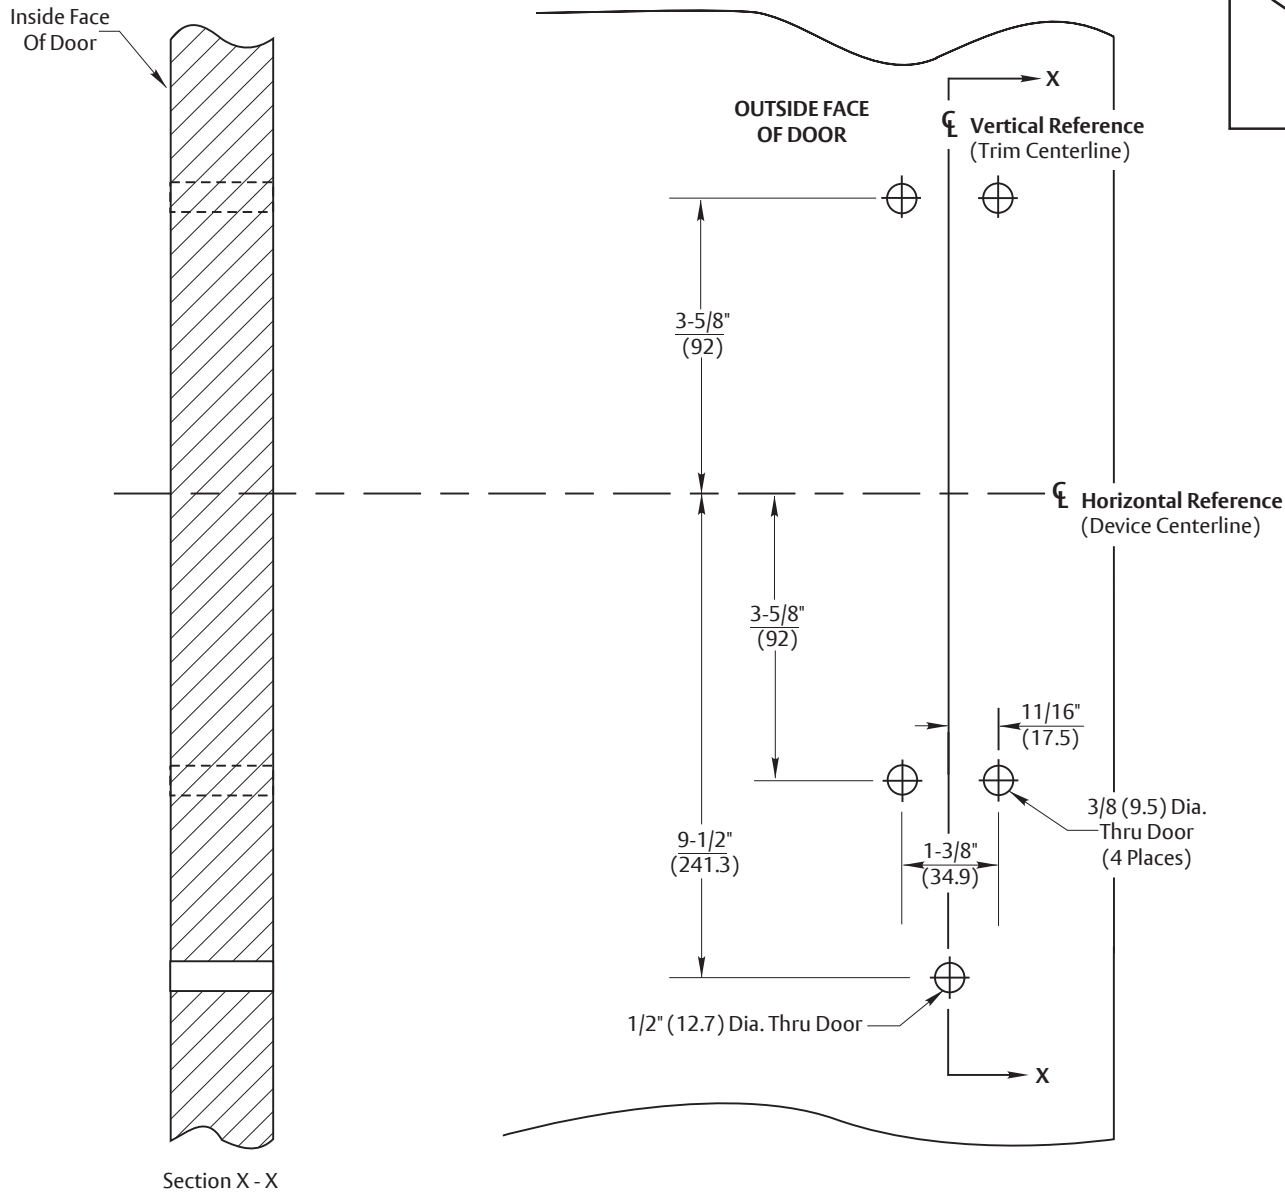 Inside Face
Of Door
X
OUTSIDE FACE
OF DOOR
℄ Vertical Reference
(Trim Centerline)
3-5/8"
(92)
℄ Horizontal Reference
(Device Centerline)
3-5/8"
(92)
11/16"
(17.5)
3/8 (9.5) Dia.
Thru Door
(4 Places)
9-1/2"
(241.3)
1-3/8"
(34.9)
1/2" (12.7) Dia. Thru Door
X
Section X - X